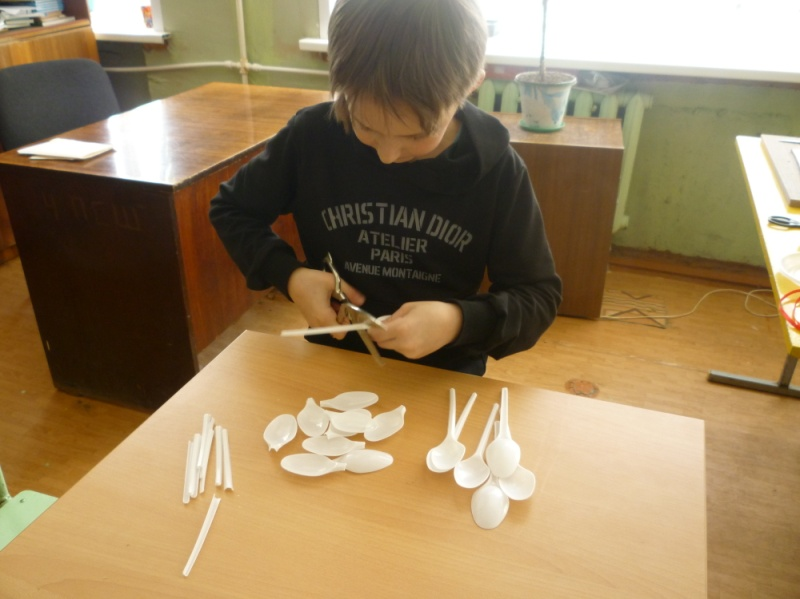 CHRISTIAN DIOR
ATELIER
PARIS
AVENUE MONTAIGNE